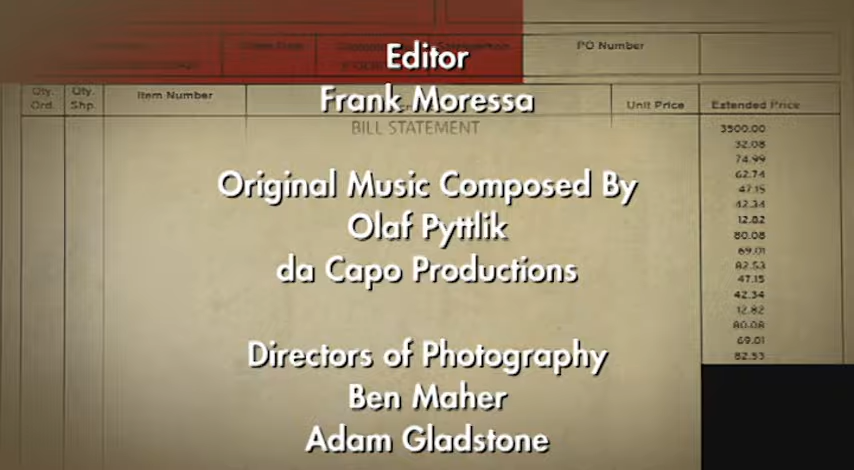 PO Number
Editor
Qty. Ord.
Qty. Shp.
Item Number
Frank Moressa
Unit Price
Extended Price
BILL STATEMENT
3900.00
32.08
74.99
62.74
47.15
42.34
12.82
80.08
69.01
82.53
47.15
42.34
12.82
80.08
69.01
82.53
Original Music Composed By
Olaf Pyttlik
da Capo Productions
Directors of Photography
Ben Maher
Adam Gladstone